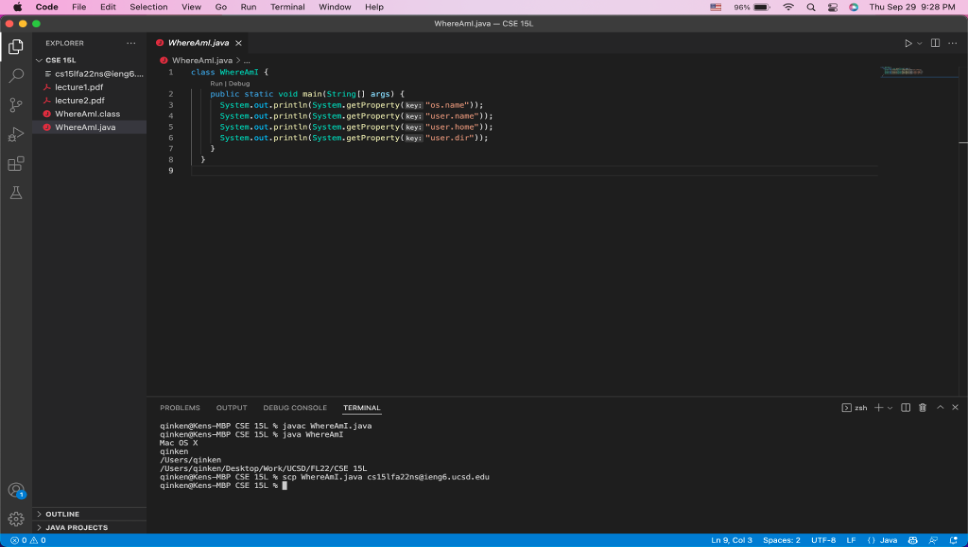 Code File Edit Selection View Go Run Terminal Window Help 96% Thu Sep 29 9:28 PM
WhereAmI.java — CSE 15L
EXPLORER ···
CSE 15L
cs15lfa22ns@ieng6....
lecture1.pdf
lecture2.pdf
WhereAmI.class
WhereAmI.java
WhereAmI.java ×
WhereAmI.java > ...
1 class WhereAmI {
Run | Debug
2 public static void main(String[] args) {
3 System.out.println(System.getProperty(key: "os.name"));
4 System.out.println(System.getProperty(key: "user.name"));
5 System.out.println(System.getProperty(key: "user.home"));
6 System.out.println(System.getProperty(key: "user.dir"));
7 }
8 }
9
PROBLEMS OUTPUT DEBUG CONSOLE TERMINAL zsh
qinken@Kens-MBP CSE 15L % javac WhereAmI.java
qinken@Kens-MBP CSE 15L % java WhereAmI
Mac OS X
qinken
/Users/qinken
/Users/qinken/Desktop/Work/UCSD/FL22/CSE 15L
qinken@Kens-MBP CSE 15L % scp WhereAmI.java cs15lfa22ns@ieng6.ucsd.edu
qinken@Kens-MBP CSE 15L %
1
OUTLINE
JAVA PROJECTS
0 0 Ln 9, Col 3 Spaces: 2 UTF-8 LF {} Java